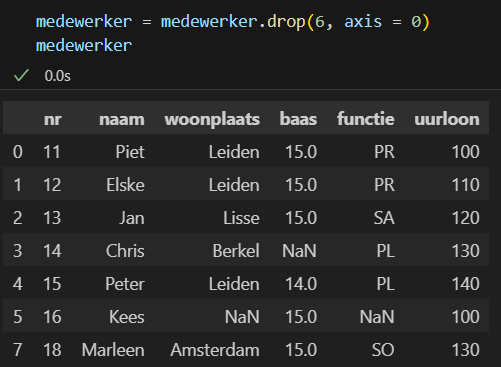 medewerker = medewerker.drop(6, axis = 0)
medewerker
0.0s
nr naam woonplaats baas functie uurloon
0 11 Piet Leiden 15.0 PR 100
1 12 Elske Leiden 15.0 PR 110
2 13 Jan Lisse 15.0 SA 120
3 14 Chris Berkel NaN PL 130
4 15 Peter Leiden 14.0 PL 140
5 16 Kees NaN 15.0 NaN 100
7 18 Marleen Amsterdam 15.0 SO 130